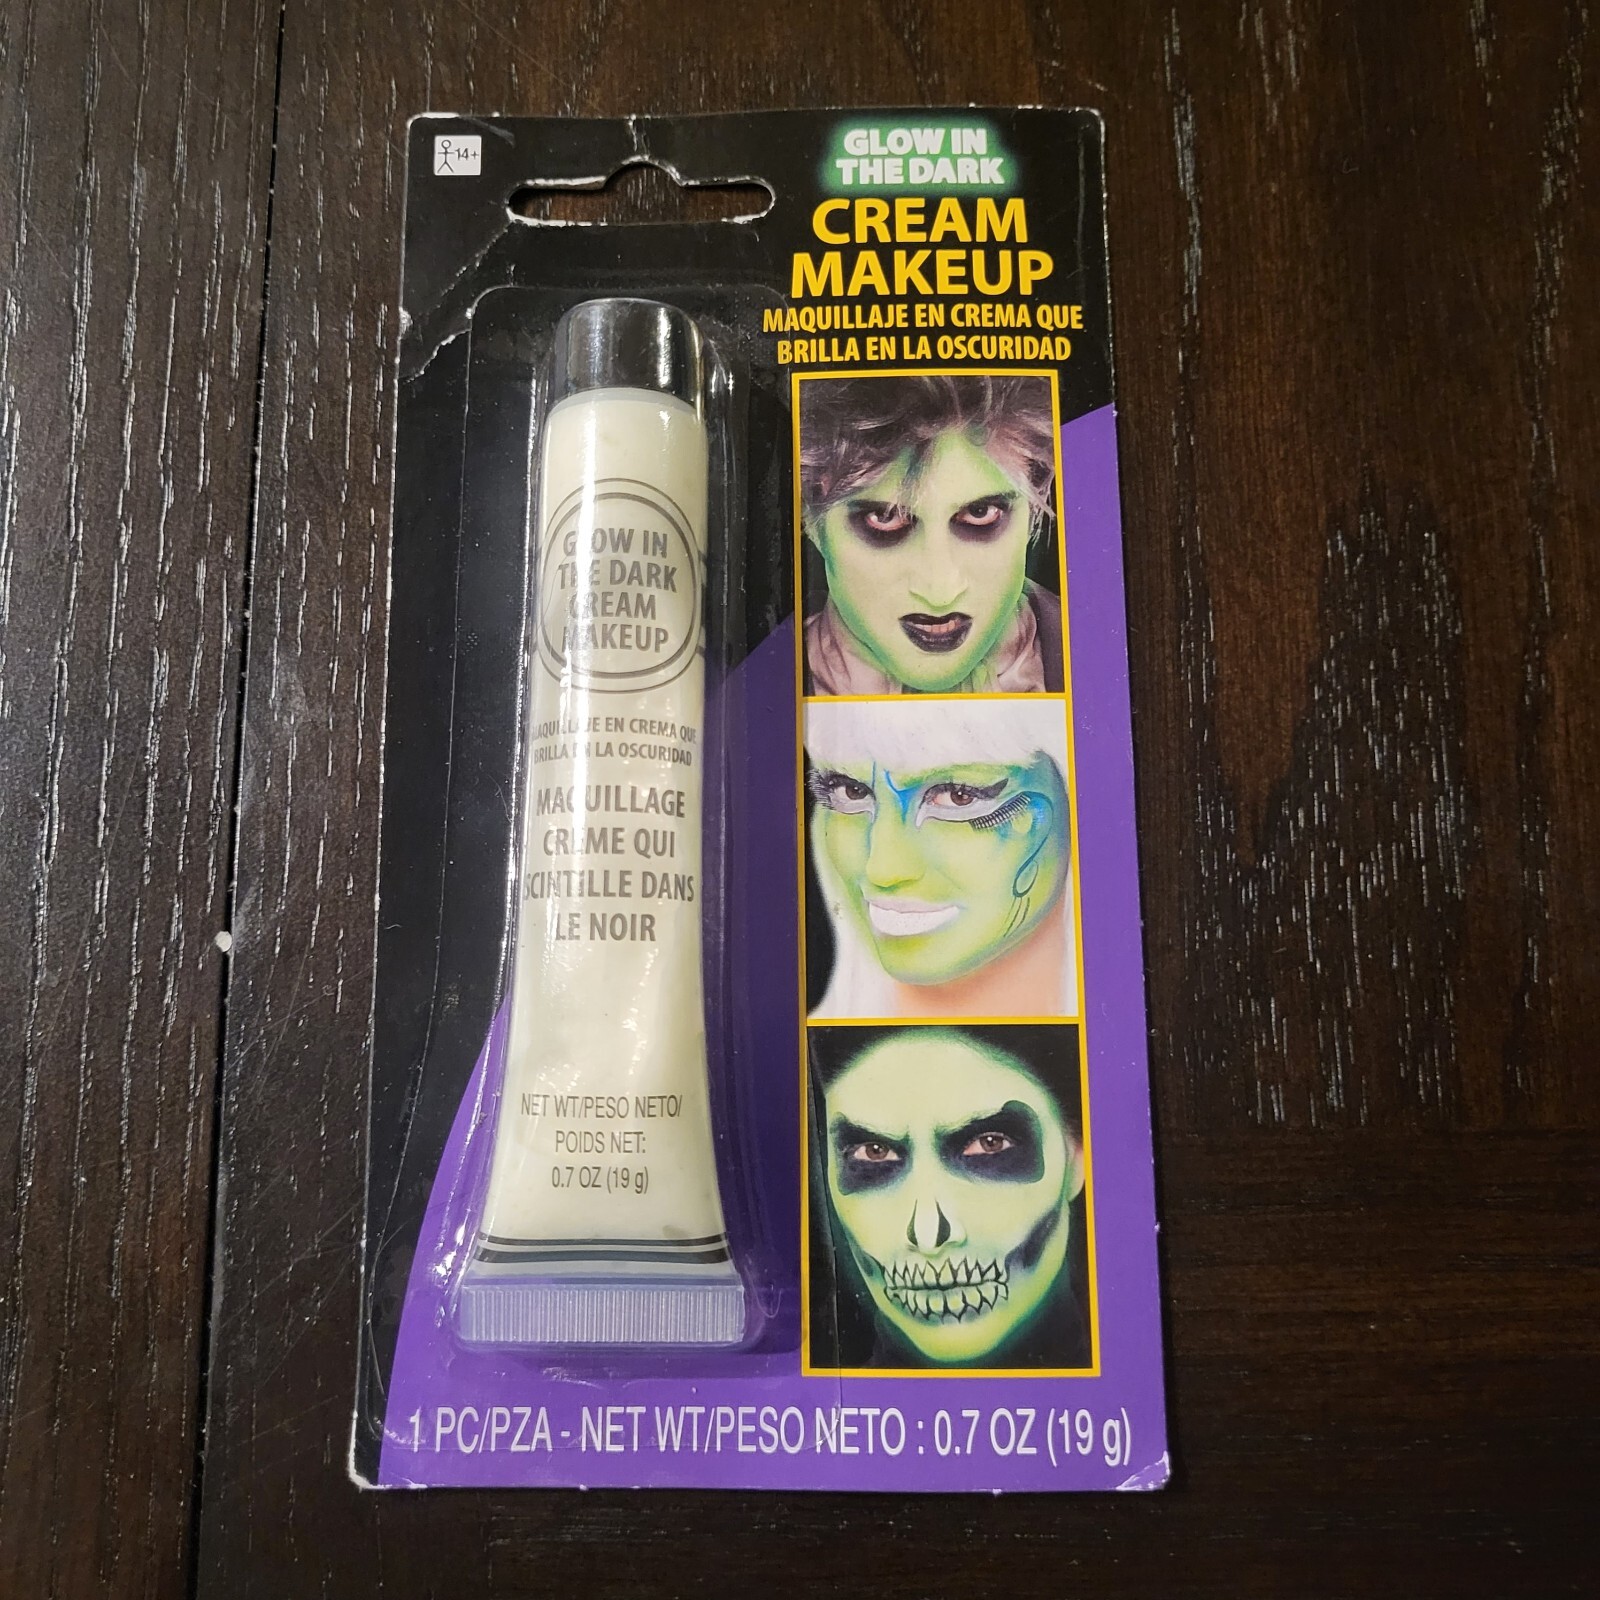 14+
GLOW IN
THE DARK
CREAM
MAKEUP
MAQUILLAJE EN CREMA QUE
BRILLA EN LA OSCURIDAD
GLOW IN
THE DARK
CREAM
MAKEUP
MAQUILLAJE EN CREMA QUE
BRILLA EN LA OSCURIDAD
MAQUILLAGE
CRÈME QUI
SCINTILLE DANS
LE NOIR
NET WT/PESO NETO/
POIDS NET:
0.7 OZ (19 g)
1 PC/PZA - NET WT/PESO NETO : 0.7 OZ (19 g)